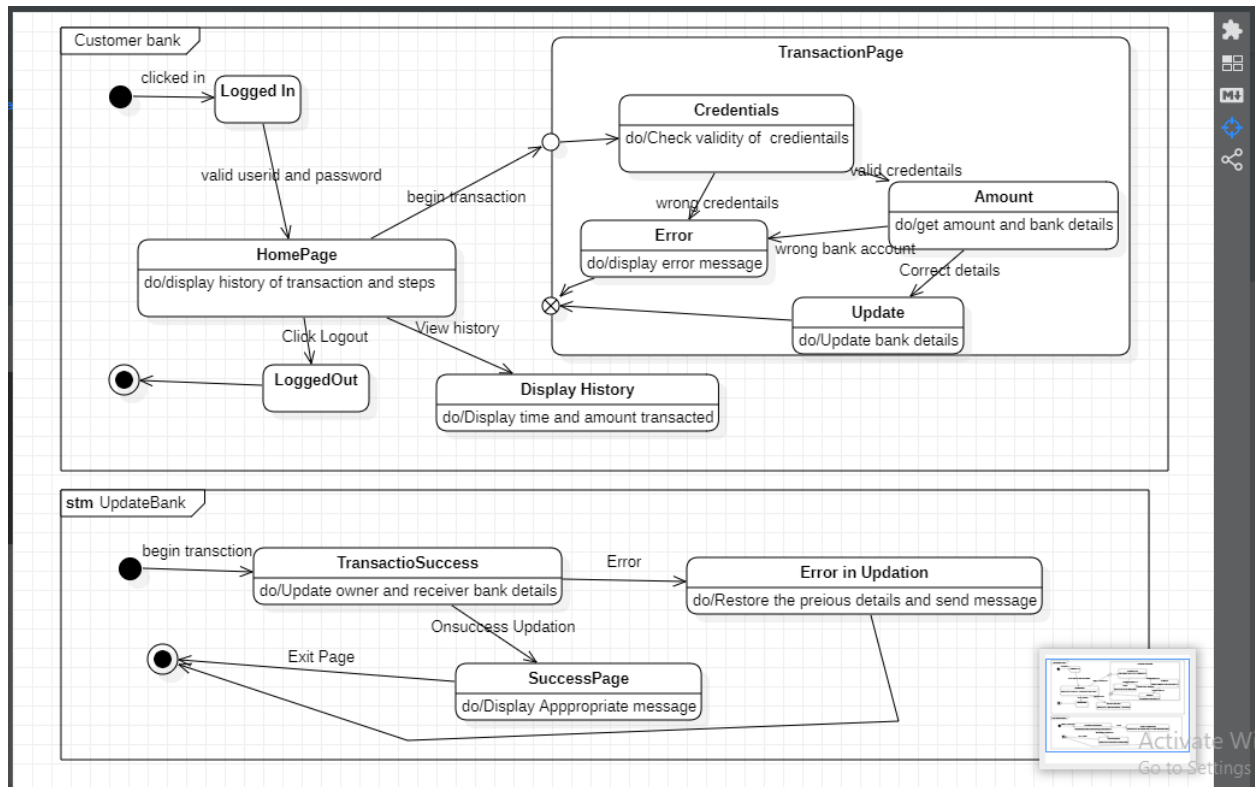 Customer bank
clicked in
Logged In
valid userid and password
begin transaction
HomePage
do/display history of transaction and steps
Click Logout
View history
LoggedOut
Display History
do/Display time and amount transacted
TransactionPage
Credentials
do/Check validity of credientails
valid credentails
wrong credentails
Amount
do/get amount and bank details
Error
do/display error message
wrong bank account
Correct details
Update
do/Update bank details
stm UpdateBank
begin transction
TransactioSuccess
do/Update owner and receiver bank details
Error
Error in Updation
do/Restore the preious details and send message
Onsuccess Updation
Exit Page
SuccessPage
do/Display Apppropriate message
M
Activate Wi
Go to Settings